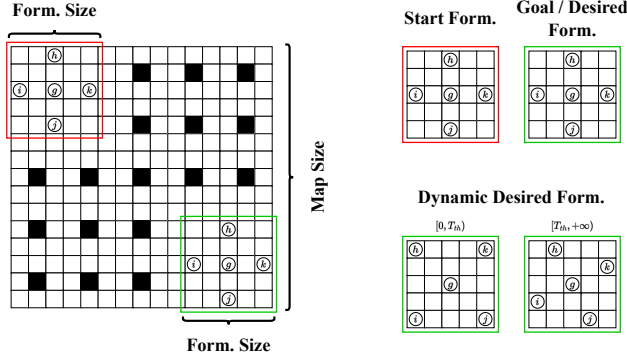 Form. Size
h
i g k
j
h
i g k
j
Form. Size
Map Size
Start Form.
h
i g k
j
Goal / Desired
Form.
h
i g k
j
Dynamic Desired Form.
[0, T_th)
h k
g
i j
[T_th, +∞)
h
k
g
i
j